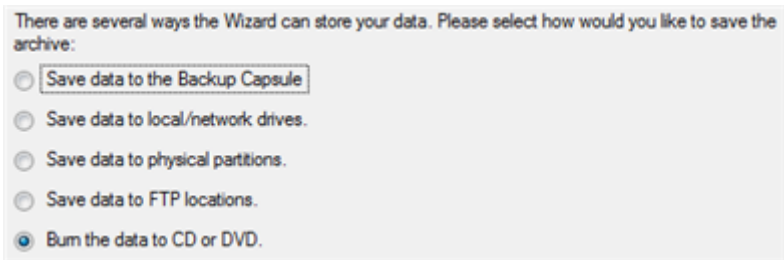 There are several ways the Wizard can store your data. Please select how would you like to save the
archive:
Save data to the Backup Capsule
Save data to local/network drives.
Save data to physical partitions.
Save data to FTP locations.
Burn the data to CD or DVD.